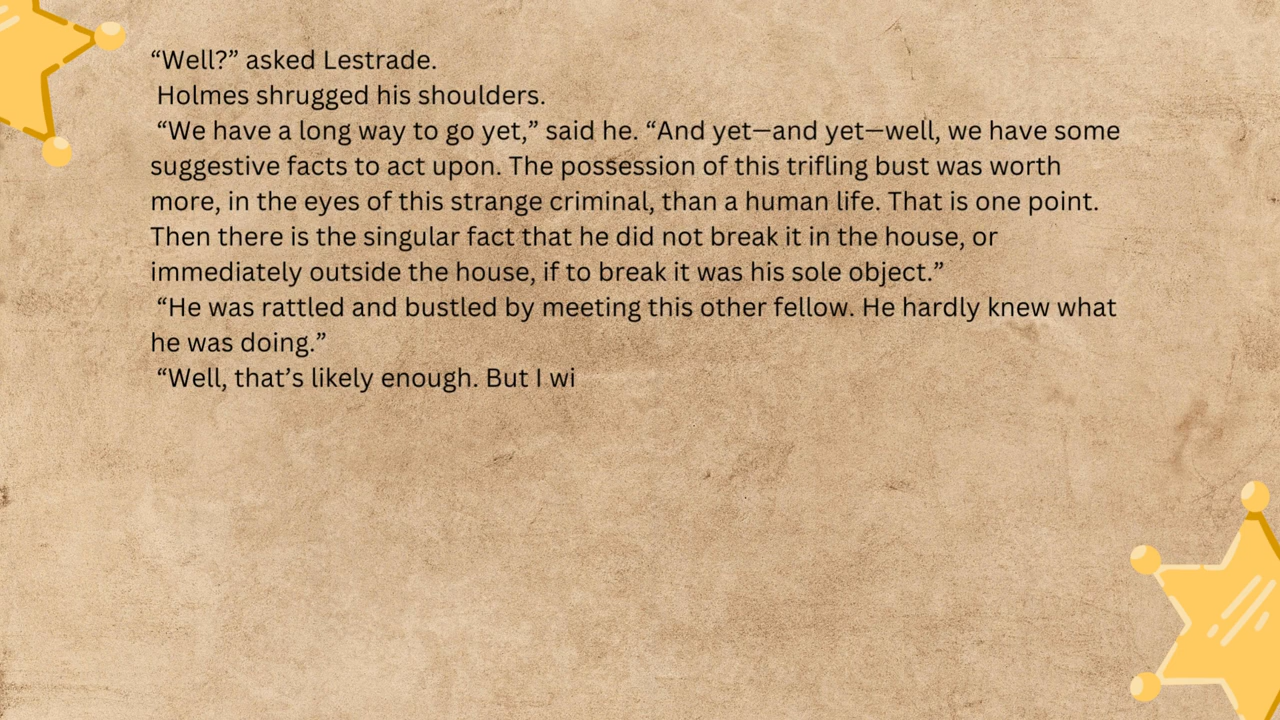 “Well?” asked Lestrade.
Holmes shrugged his shoulders.
“We have a long way to go yet,” said he. “And yet—and yet—well, we have some
suggestive facts to act upon. The possession of this trifling bust was worth
more, in the eyes of this strange criminal, than a human life. That is one point.
Then there is the singular fact that he did not break it in the house, or
immediately outside the house, if to break it was his sole object.”
“He was rattled and bustled by meeting this other fellow. He hardly knew what
he was doing.”
“Well, that’s likely enough. But I wi